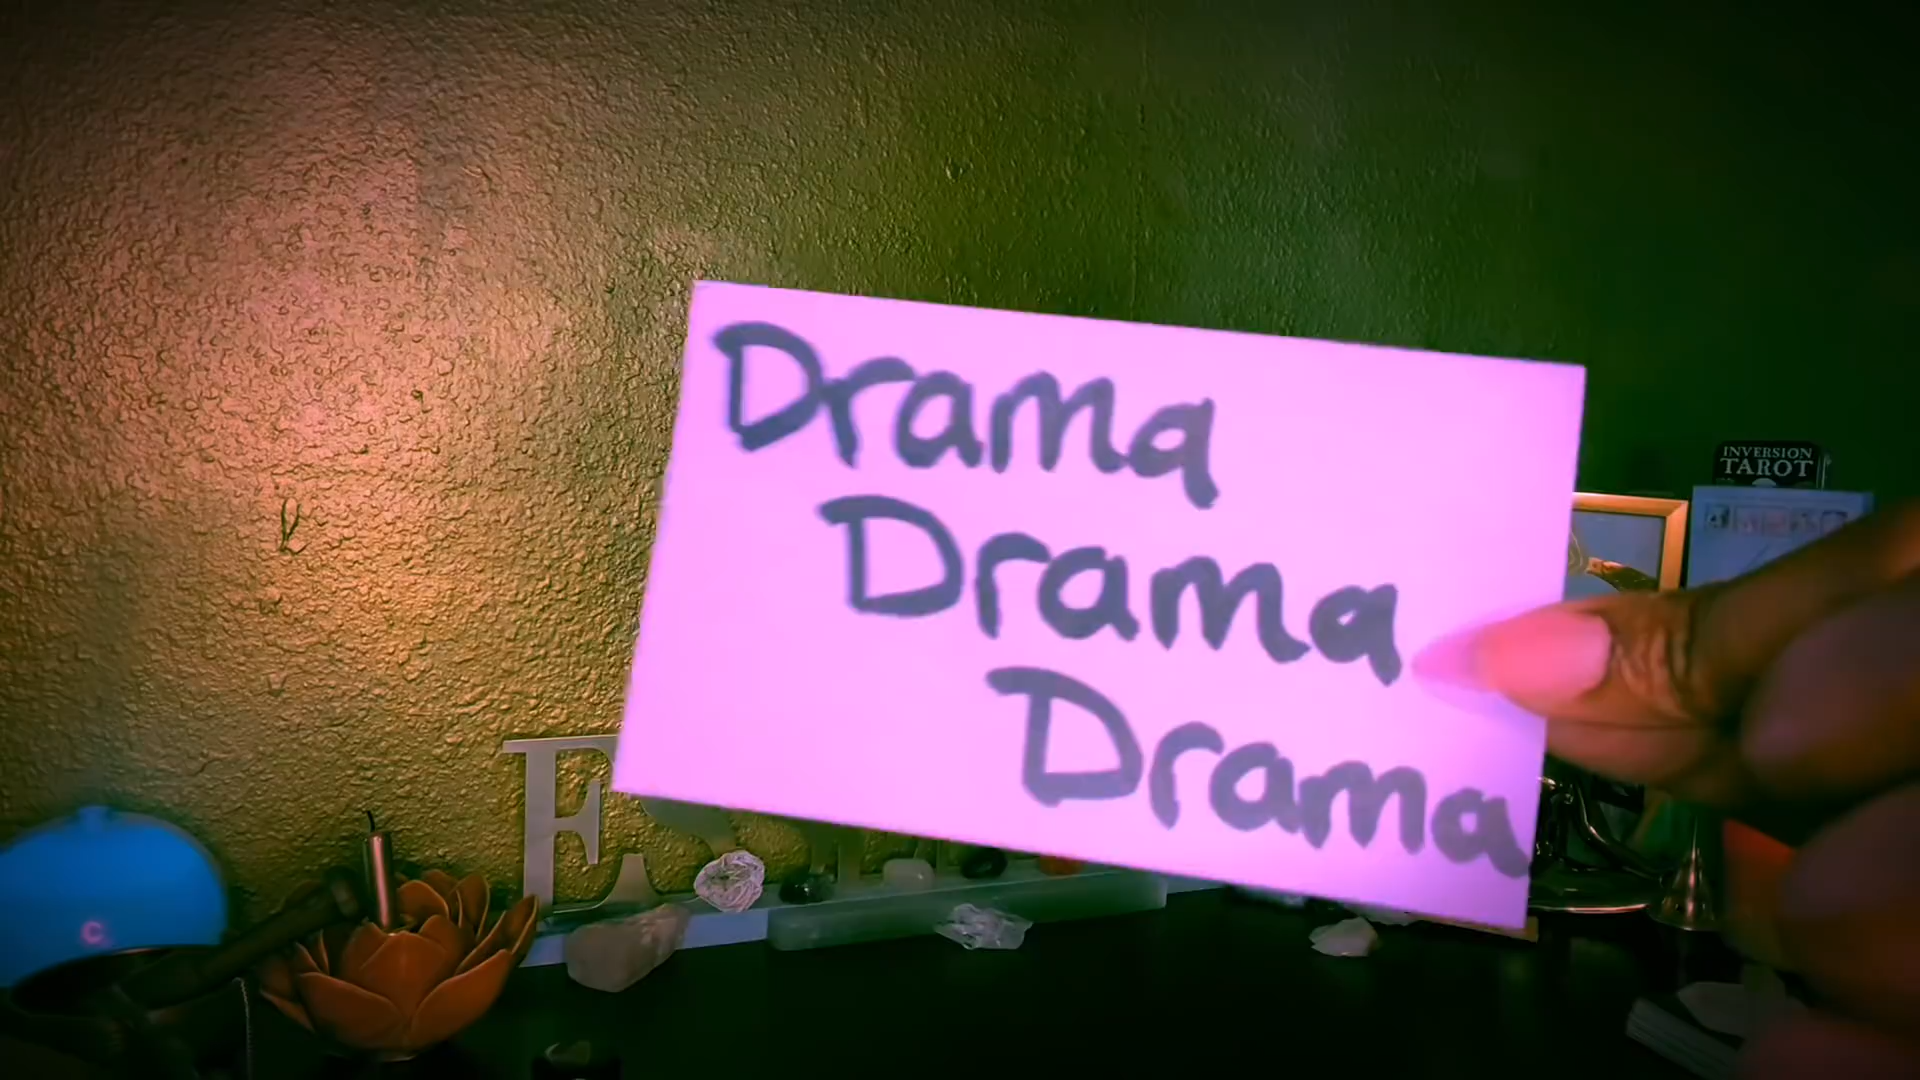 Drama
Drama
Drama
INVERSION
TAROT
E
C